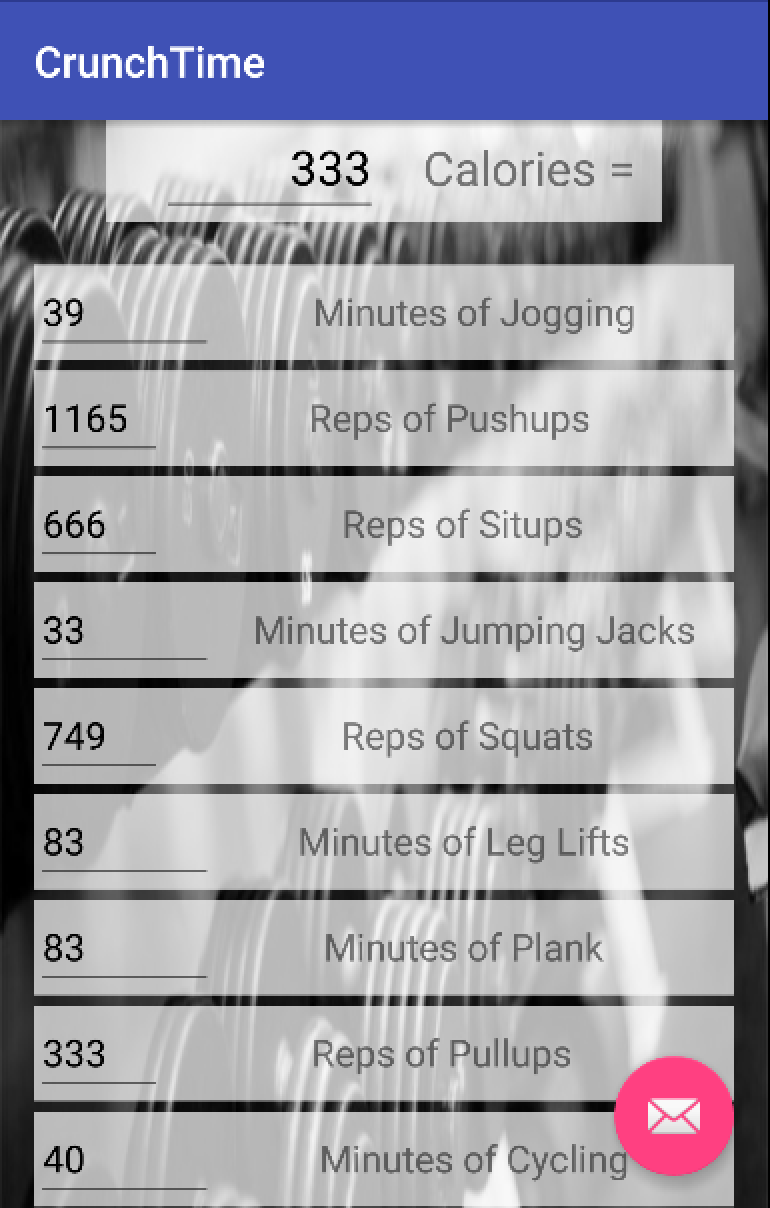 CrunchTime
333 Calories =
39 Minutes of Jogging
1165 Reps of Pushups
666 Reps of Situps
33 Minutes of Jumping Jacks
749 Reps of Squats
83 Minutes of Leg Lifts
83 Minutes of Plank
333 Reps of Pullups
40 Minutes of Cycling